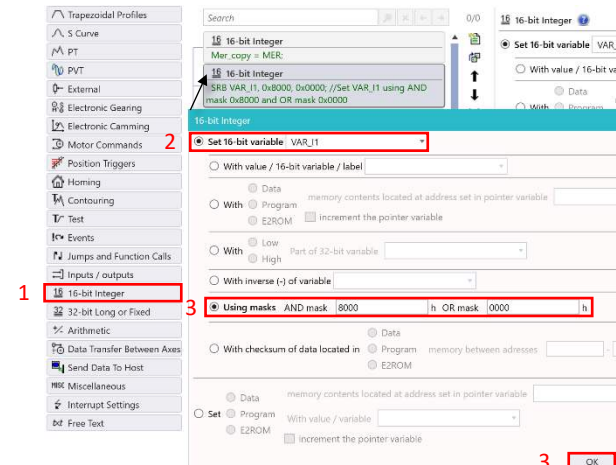 Trapezoidal Profiles
S Curve
PT
PVT
External
Electronic Gearing
Electronic Camming
Motor Commands
Position Triggers
Homing
Contouring
Test
Events
Jumps and Function Calls
Inputs / outputs
1
16 16-bit Integer
32 32-bit Long or Fixed
Arithmetic
Data Transfer Between Axes
Send Data To Host
MISC Miscellaneous
Interrupt Settings
txt Free Text
Search
0/0
16 16-bit Integer
Mer_copy = MER;
16 16-bit Integer
SRB VAR_I1, 0x8000, 0x0000; //Set VAR_I1 using AND
mask 0x8000 and OR mask 0x0000
16 16-bit Integer
Set 16-bit variable VAR_
With value / 16-bit va
Data
With Program
16-bit Integer
2
Set 16-bit variable VAR_I1
With value / 16-bit variable / label
Data
With Program memory contents located at address set in pointer variable
E2ROM increment the pointer variable
Low
With Part of 32-bit variable
High
With inverse (-) of variable
3
Using masks AND mask 8000 h OR mask 0000 h
Data
With checksum of data located in Program memory between adresses -
E2ROM
Data memory contents located at address set in pointer variable
Set Program With value / variable
E2ROM
increment the pointer variable
3 OK